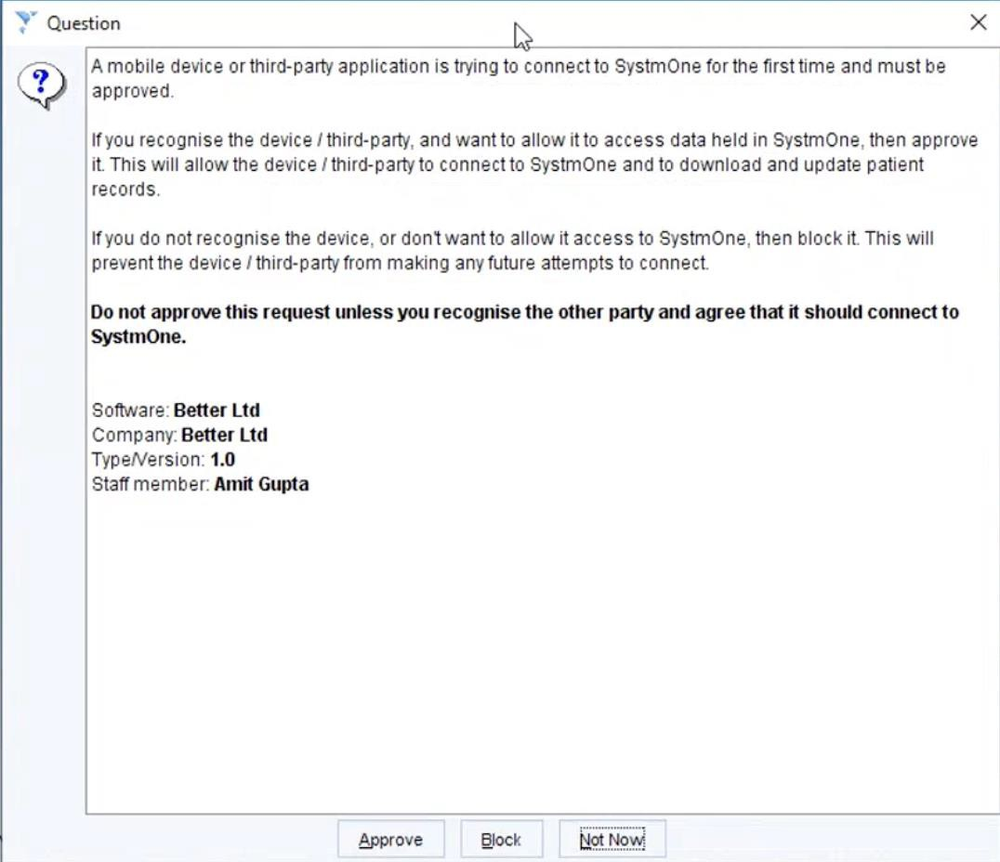 Question
A mobile device or third-party application is trying to connect to SystmOne for the first time and must be
approved.
If you recognise the device / third-party, and want to allow it to access data held in SystmOne, then approve
it. This will allow the device / third-party to connect to SystmOne and to download and update patient
records.
If you do not recognise the device, or don't want to allow it access to SystmOne, then block it. This will
prevent the device / third-party from making any future attempts to connect.
Do not approve this request unless you recognise the other party and agree that it should connect to
SystmOne.
Software: Better Ltd
Company: Better Ltd
Type/Version: 1.0
Staff member: Amit Gupta
Approve Block Not Now